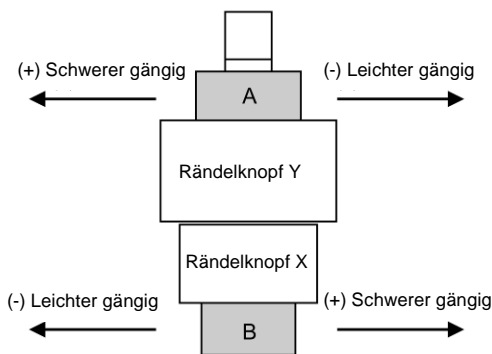 (+) Schwerer gängig
(-) Leichter gängig
A
Rändelknopf Y
Rändelknopf X
(-) Leichter gängig
(+) Schwerer gängig
B